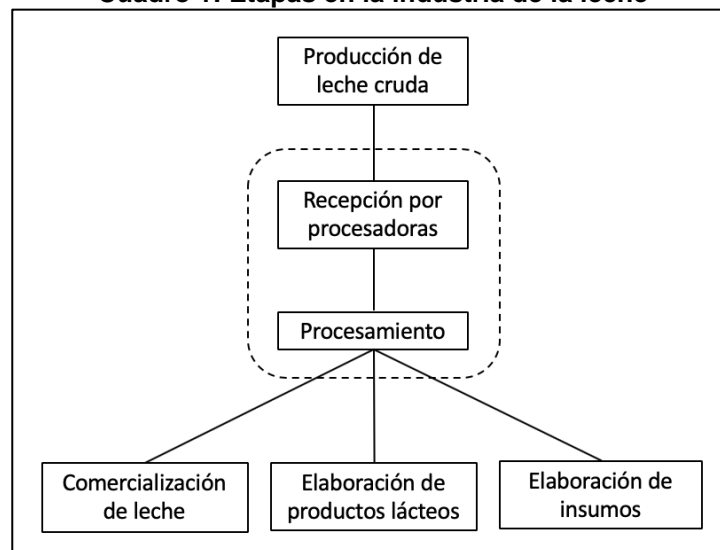 Cuadro 1. Etapas en la industria de la leche
Producción de
leche cruda
Recepción por
procesadoras
Procesamiento
Comercialización
de leche
Elaboración de
productos lácteos
Elaboración de
insumos